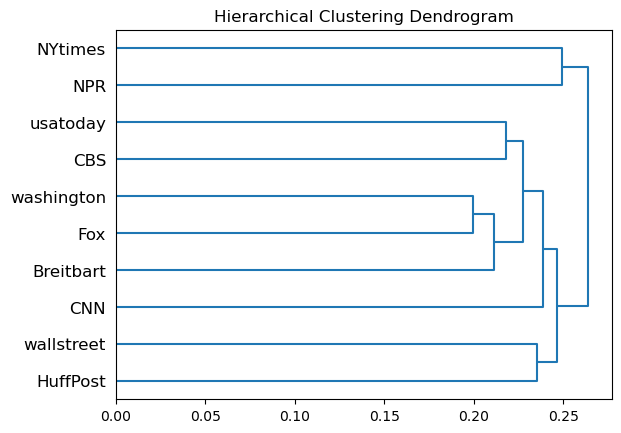 Hierarchical Clustering Dendrogram
NYtimes
NPR
usatoday
CBS
washington
Fox
Breitbart
CNN
wallstreet
HuffPost
0.00 0.05 0.10 0.15 0.20 0.25